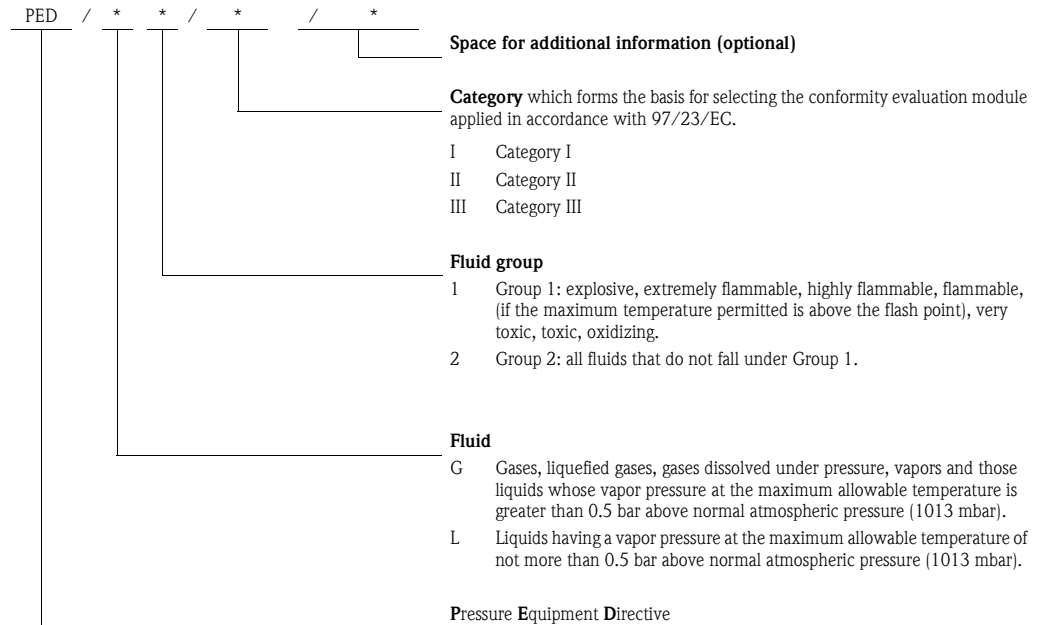 PED / * * / * / *
Space for additional information (optional)
Category which forms the basis for selecting the conformity evaluation module
applied in accordance with 97/23/EC.
I Category I
II Category II
III Category III
Fluid group
1 Group 1: explosive, extremely flammable, highly flammable, flammable,
(if the maximum temperature permitted is above the flash point), very
toxic, toxic, oxidizing.
2 Group 2: all fluids that do not fall under Group 1.
Fluid
G Gases, liquefied gases, gases dissolved under pressure, vapors and those
liquids whose vapor pressure at the maximum allowable temperature is
greater than 0.5 bar above normal atmospheric pressure (1013 mbar).
L Liquids having a vapor pressure at the maximum allowable temperature of
not more than 0.5 bar above normal atmospheric pressure (1013 mbar).
Pressure Equipment Directive